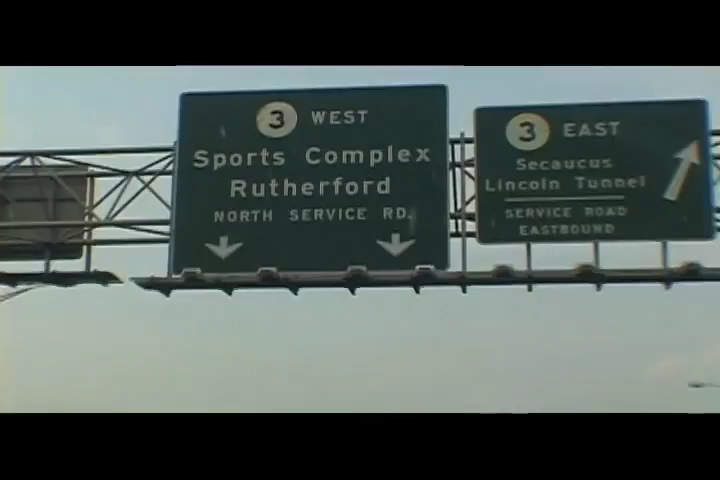 3 WEST
Sports Complex
Rutherford
NORTH SERVICE RD.
3 EAST
Secaucus
Lincoln Tunnel
SERVICE ROAD
EASTBOUND